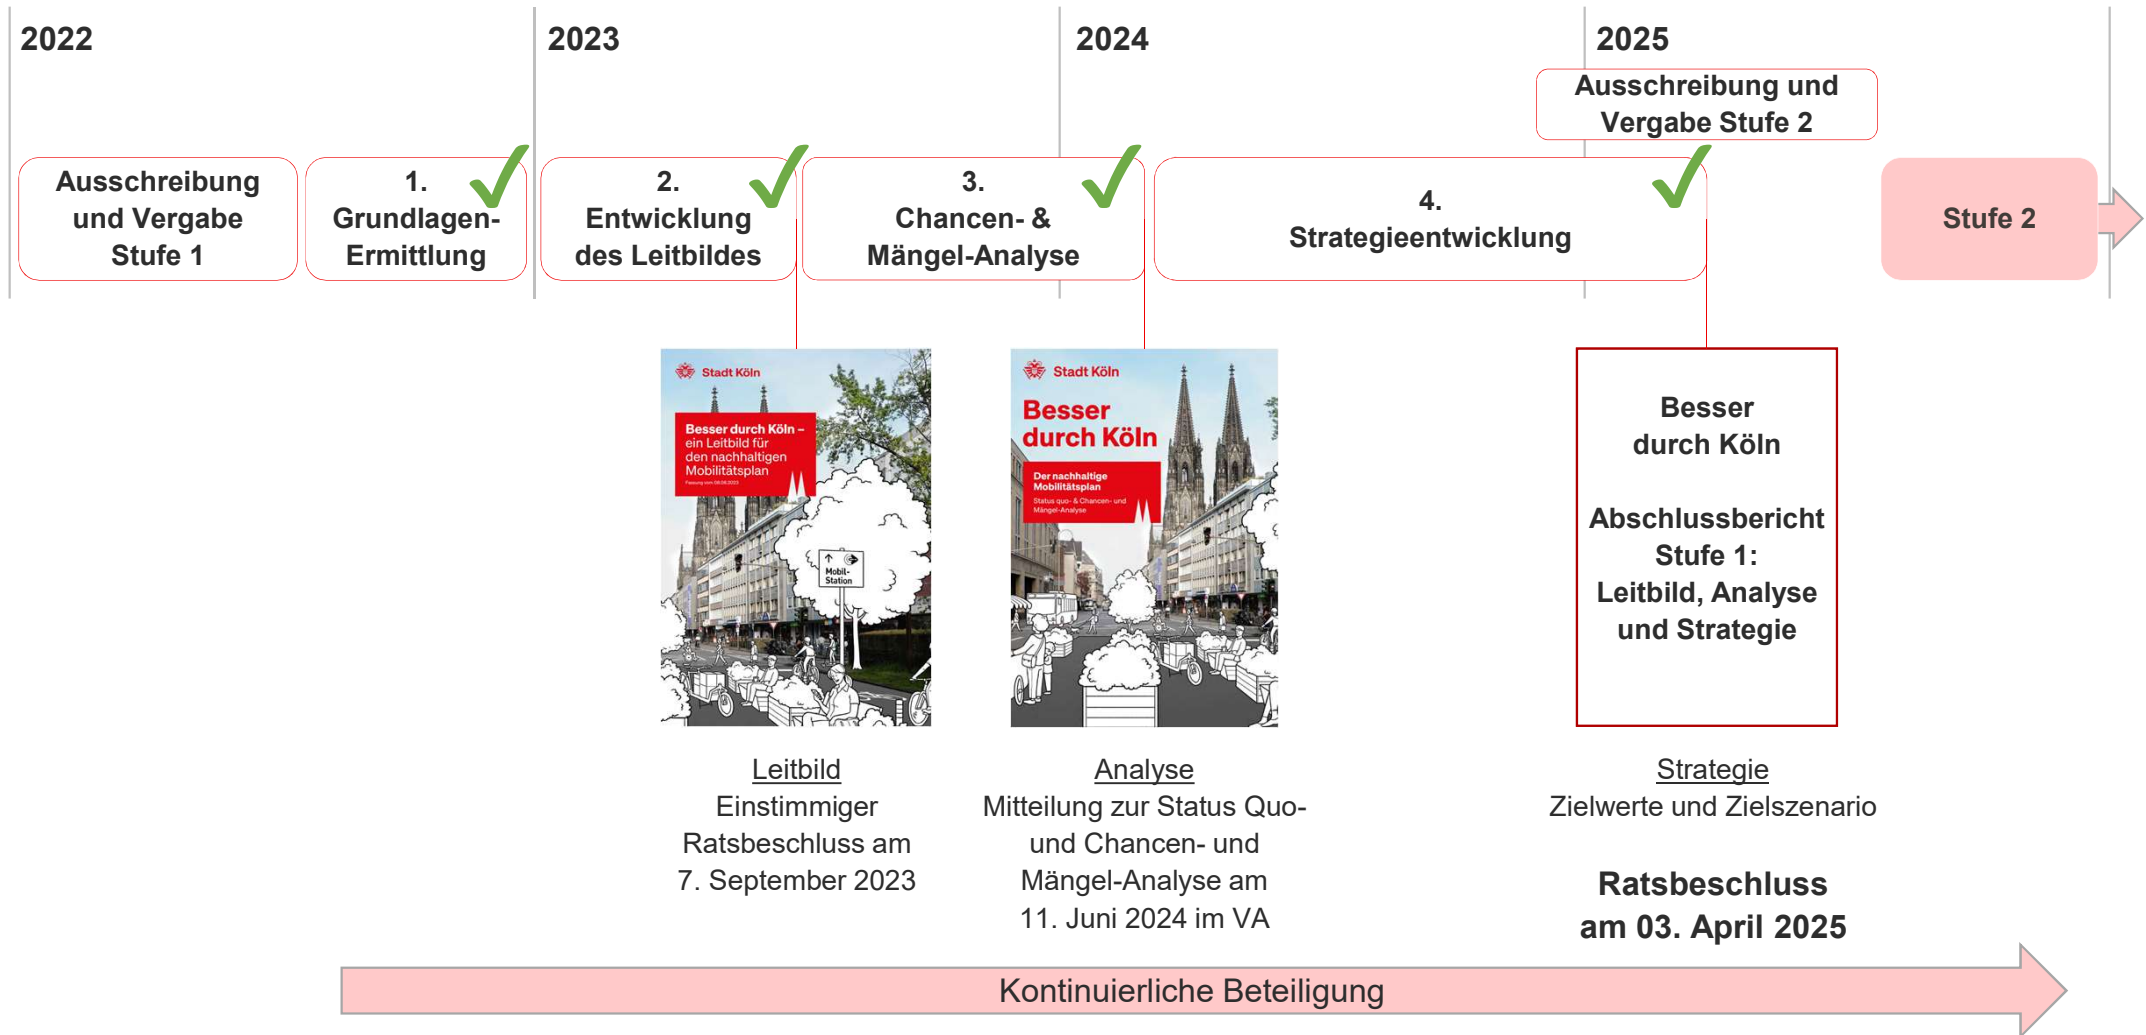 2022
2023
2024
2025
Ausschreibung und
Vergabe Stufe 2
Ausschreibung
und Vergabe
Stufe 1
1.
Grundlagen-
Ermittlung
2.
Entwicklung
des Leitbildes
3.
Chancen- &
Mängel-Analyse
4.
Strategieentwicklung
Stufe 2
Stadt Köln
Besser durch Köln –
ein Leitbild für
den nachhaltigen
Mobilitätsplan
Fassung vom 09.08.2023
Mobil-
Station
Stadt Köln
Besser
durch Köln
Der nachhaltige
Mobilitätsplan
Status quo- & Chancen- und
Mängel-Analyse
Besser
durch Köln
Abschlussbericht
Stufe 1:
Leitbild, Analyse
und Strategie
Leitbild
Einstimmiger
Ratsbeschluss am
7. September 2023
Analyse
Mitteilung zur Status Quo-
und Chancen- und
Mängel-Analyse am
11. Juni 2024 im VA
Strategie
Zielwerte und Zielszenario
Ratsbeschluss
am 03. April 2025
Kontinuierliche Beteiligung